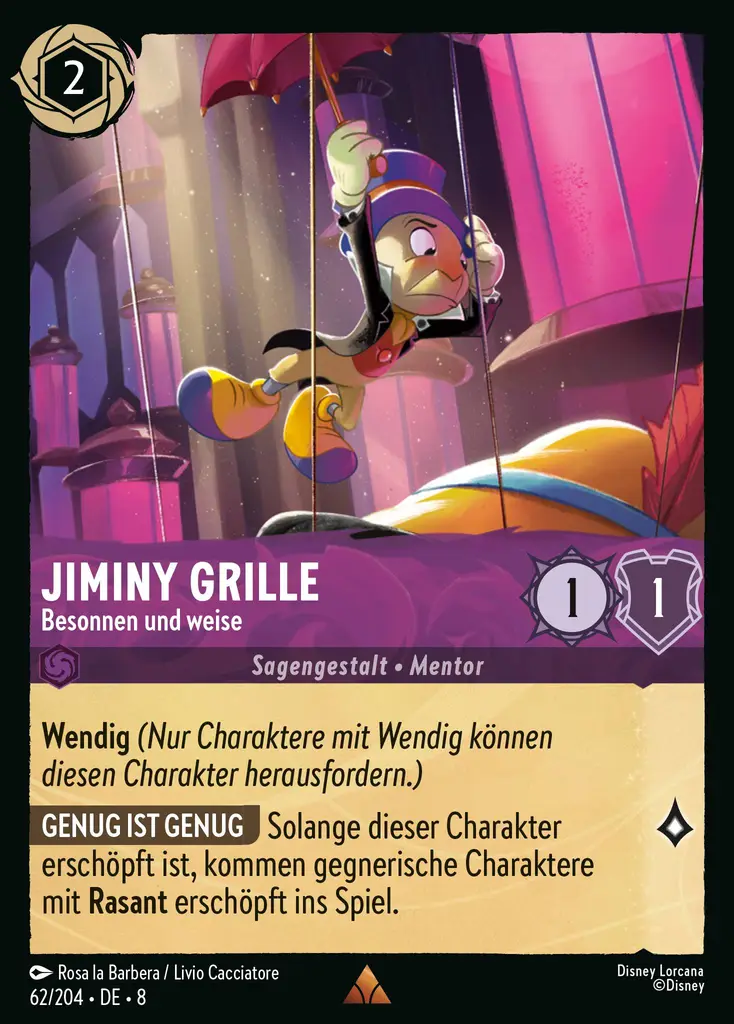 2
JIMINY GRILLE
Besonnen und weise
1
1
Sagengestalt • Mentor
Wendig (Nur Charaktere mit Wendig können
diesen Charakter herausfordern.)
GENUG IST GENUG Solange dieser Charakter
erschöpft ist, kommen gegnerische Charaktere
mit Rasant erschöpft ins Spiel.
Rosa la Barbera / Livio Cacciatore
62/204 • DE • 8
Disney Lorcana
©Disney